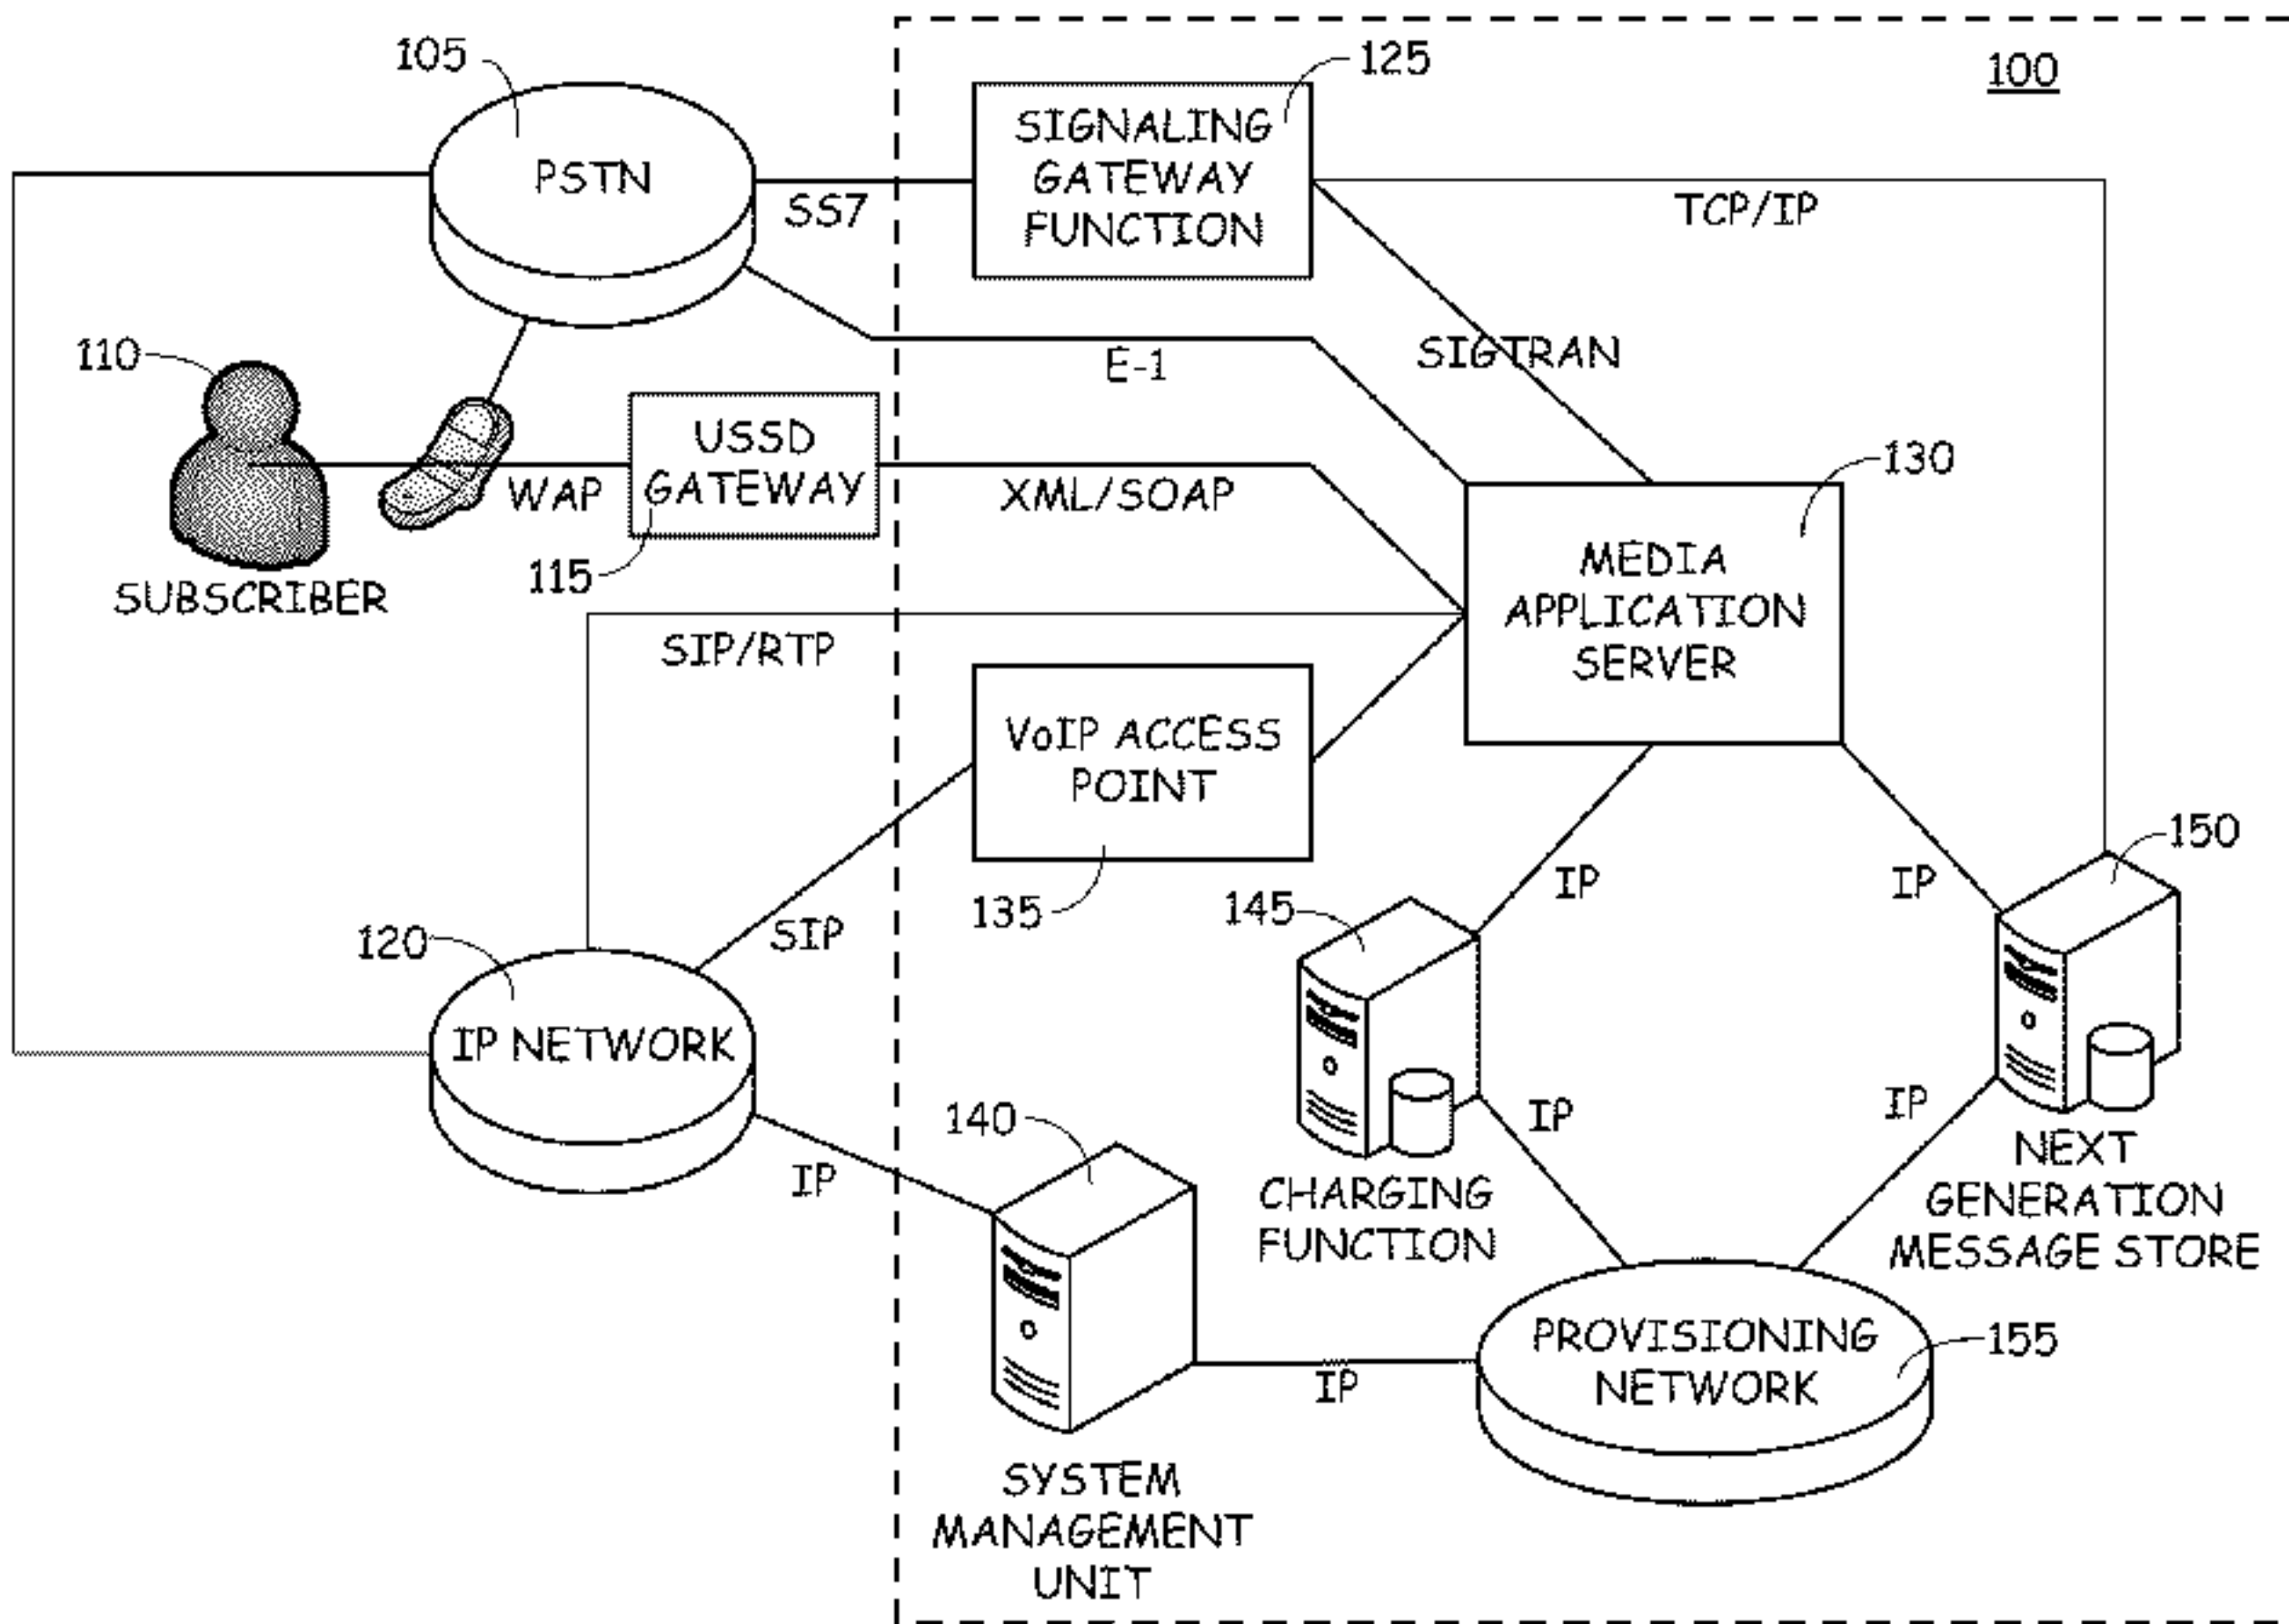 100
105
PSTN
SS7
125
SIGNALING
GATEWAY
FUNCTION
TCP/IP
E-1
SIGTRAN
110
SUBSCRIBER
WAP
USSD
GATEWAY
115
XML/SOAP
130
MEDIA
APPLICATION
SERVER
SIP/RTP
VoIP ACCESS
POINT
135
SIP
120
IP NETWORK
IP
IP
IP
145
CHARGING
FUNCTION
150
NEXT
GENERATION
MESSAGE STORE
IP
IP
140
SYSTEM
MANAGEMENT
UNIT
IP
PROVISIONING
NETWORK
155